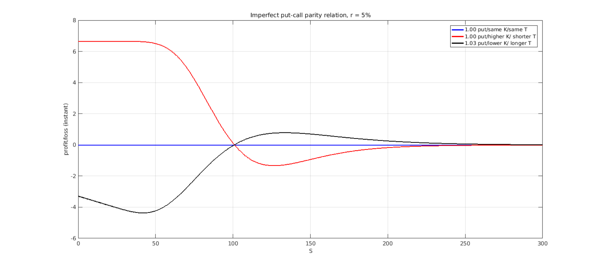 Imperfect put-call parity relation, r = 5%
8
6
4
2
0
-2
-4
-6
profit/loss (instant)
1.00 put/same K/same T
1.00 put/higher K/ shorter T
1.03 put/lower K/ longer T
0
50
100
150
200
250
300
S